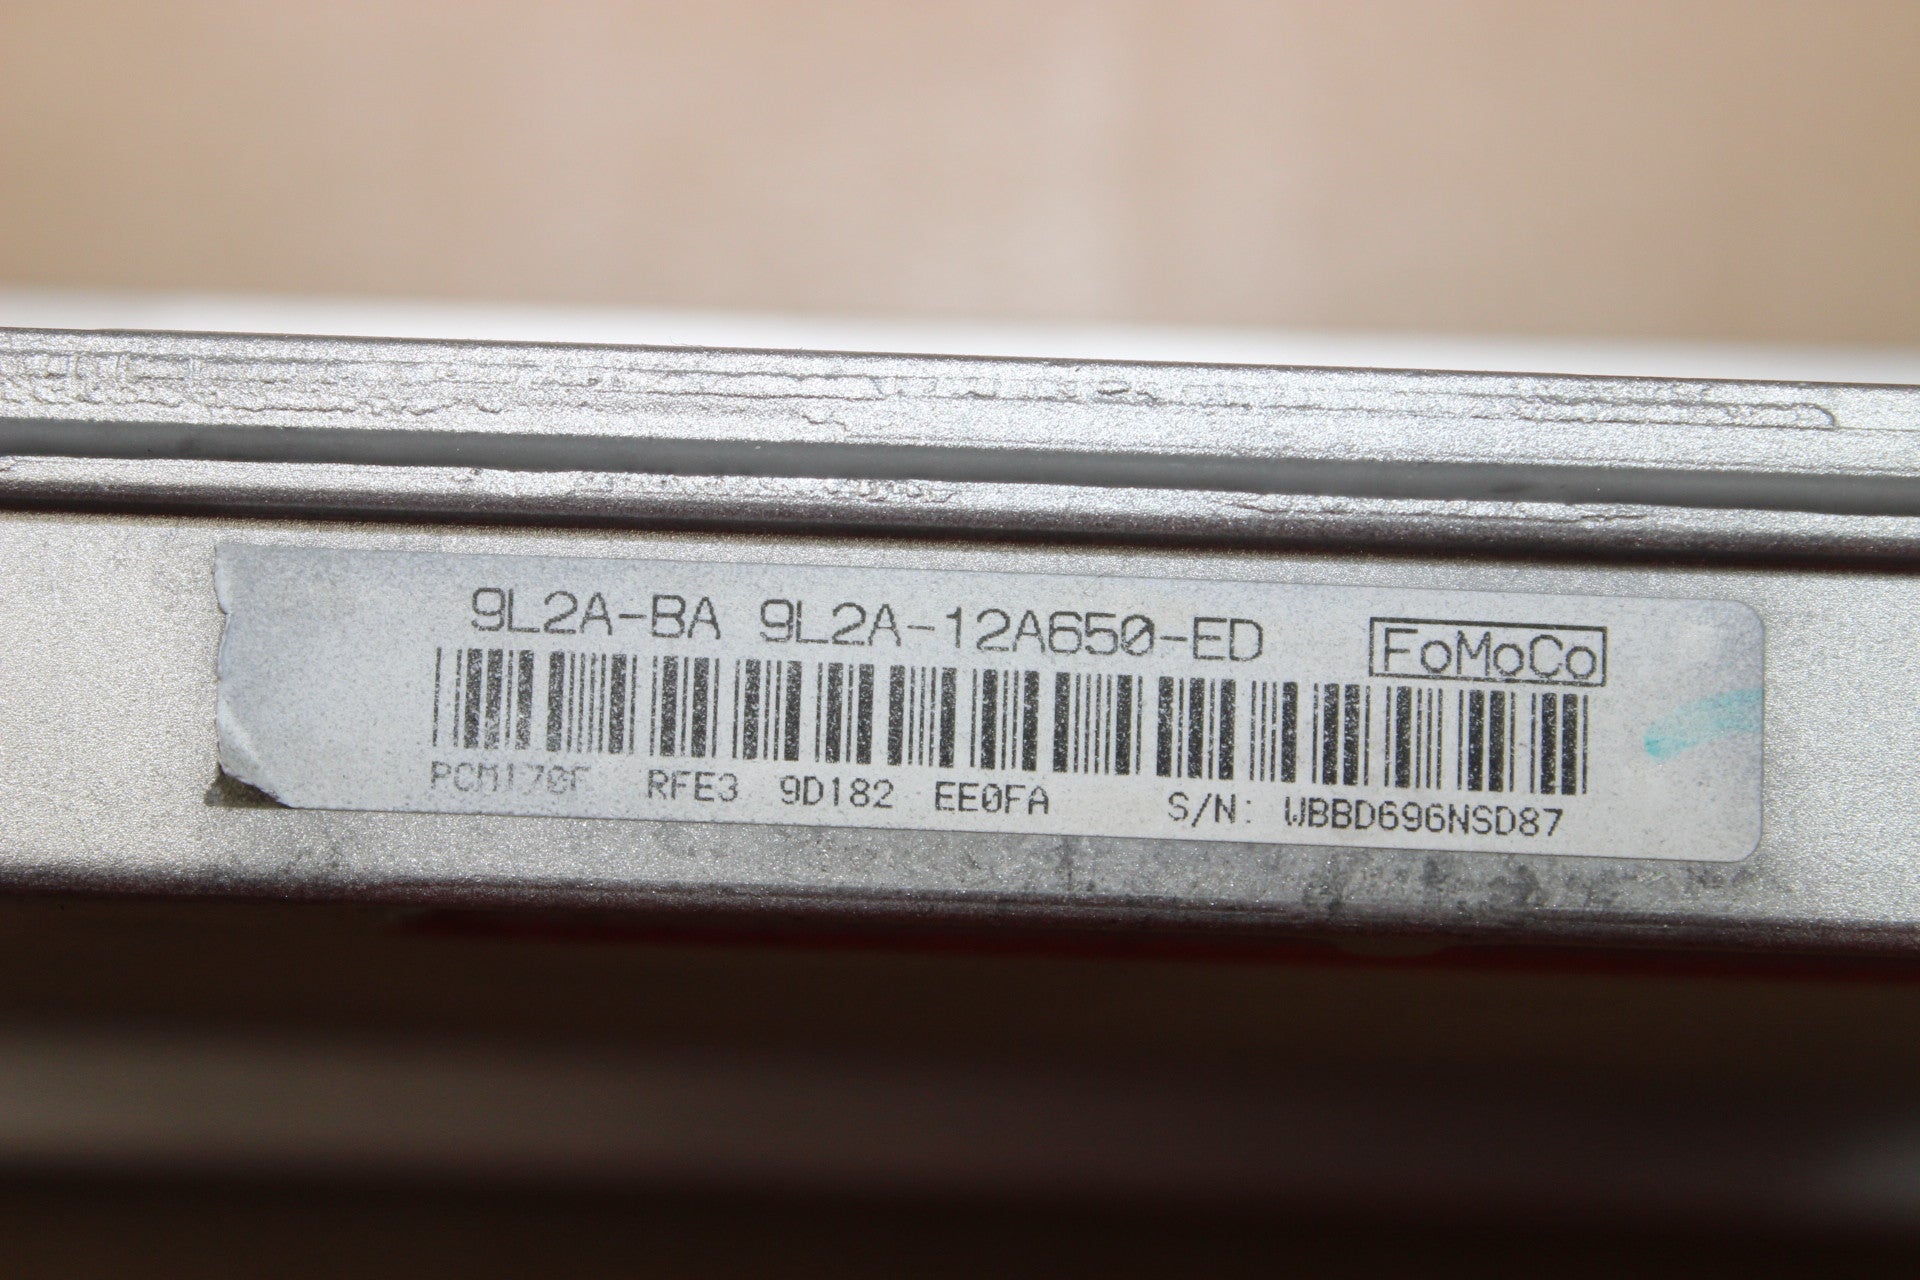 9L2A-BA 9L2A-12A650-ED FoMoCo
PCM170F RFE3 9D182 EE0FA S/N: WBBD696NSD87